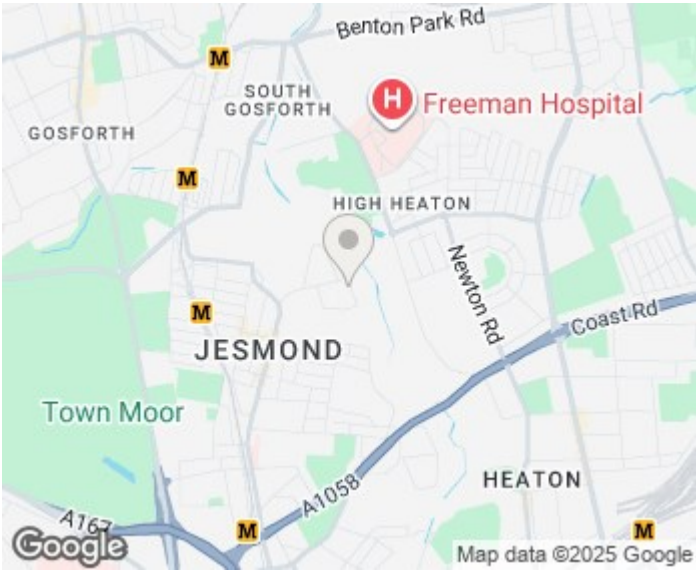 Benton Park Rd
M
SOUTH
GOSFORTH
H
Freeman Hospital
GOSFORTH
M
HIGH HEATON
Newton Rd
M
Coast Rd
JESMOND
Town Moor
HEATON
A1058
A167
M
M
Google
Map data ©2025 Google